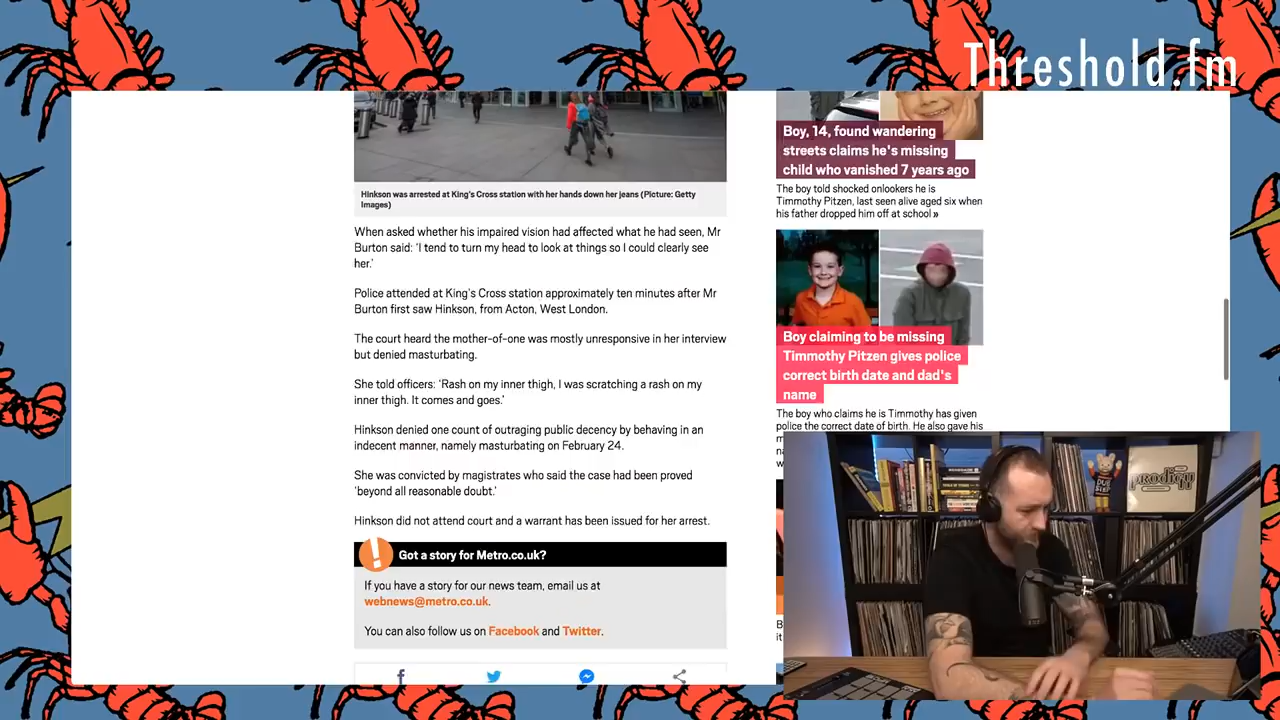 Threshold.fm
Hinkson was arrested at King's Cross station with her hands down her jeans (Picture: Getty
Images)
When asked whether his impaired vision had affected what he had seen, Mr
Burton said: 'I tend to turn my head to look at things so I could clearly see
her.'
Police attended at King's Cross station approximately ten minutes after Mr
Burton first saw Hinkson, from Acton, West London.
The court heard the mother-of-one was mostly unresponsive in her interview
but denied masturbating.
She told officers: 'Rash on my inner thigh, I was scratching a rash on my
inner thigh. It comes and goes.'
Hinkson denied one count of outraging public decency by behaving in an
indecent manner, namely masturbating on February 24.
She was convicted by magistrates who said the case had been proved
'beyond all reasonable doubt.'
Hinkson did not attend court and a warrant has been issued for her arrest.
Got a story for Metro.co.uk?
If you have a story for our news team, email us at
webnews@metro.co.uk.
You can also follow us on Facebook and Twitter.
Boy, 14, found wandering
streets claims he's missing
child who vanished 7 years ago
The boy told shocked onlookers he is
Timmothy Pitzen, last seen alive aged six when
his father dropped him off at school »
Boy claiming to be missing
Timmothy Pitzen gives police
correct birth date and dad's
name
The boy who claims he is Timmothy has given
police the correct date of birth. He also gave his
prodigy